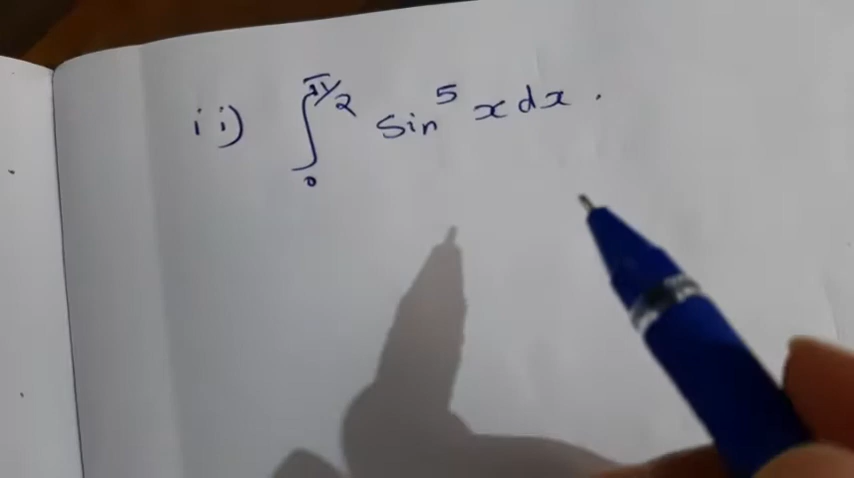 ii) ∫₀^π/2 sin⁵ x dx .